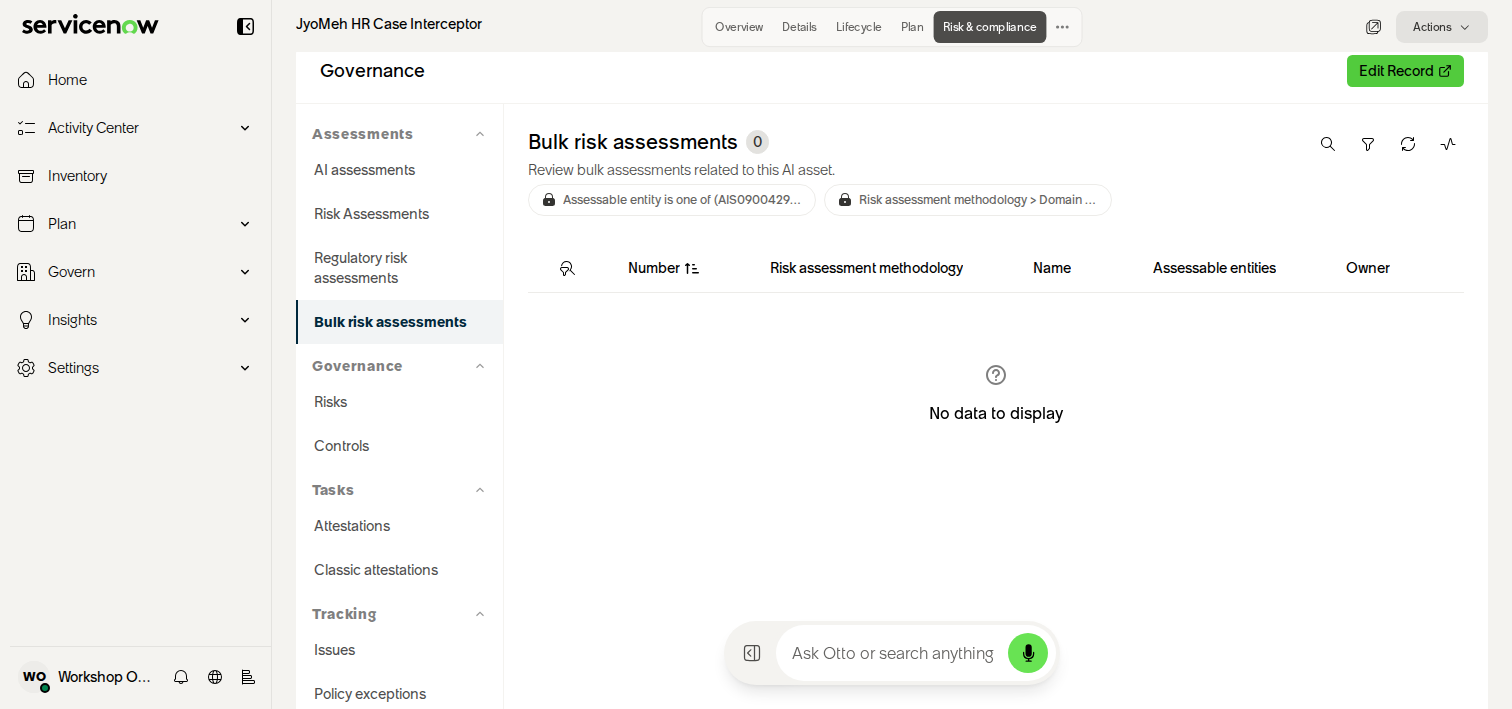 servicenow
JyoMeh HR Case Interceptor
Overview
Details
Lifecycle
Plan
Risk & compliance
Actions
Home
Activity Center
Inventory
Plan
Govern
Insights
Settings
WO
Workshop O...
Governance
Edit Record
Assessments
AI assessments
Risk Assessments
Regulatory risk
assessments
Bulk risk assessments
Governance
Risks
Controls
Tasks
Attestations
Classic attestations
Tracking
Issues
Policy exceptions
Bulk risk assessments 0
Review bulk assessments related to this AI asset.
Assessable entity is one of (AIS0900429...
Risk assessment methodology > Domain ...
Number
Risk assessment methodology
Name
Assessable entities
Owner
No data to display
Ask Otto or search anything